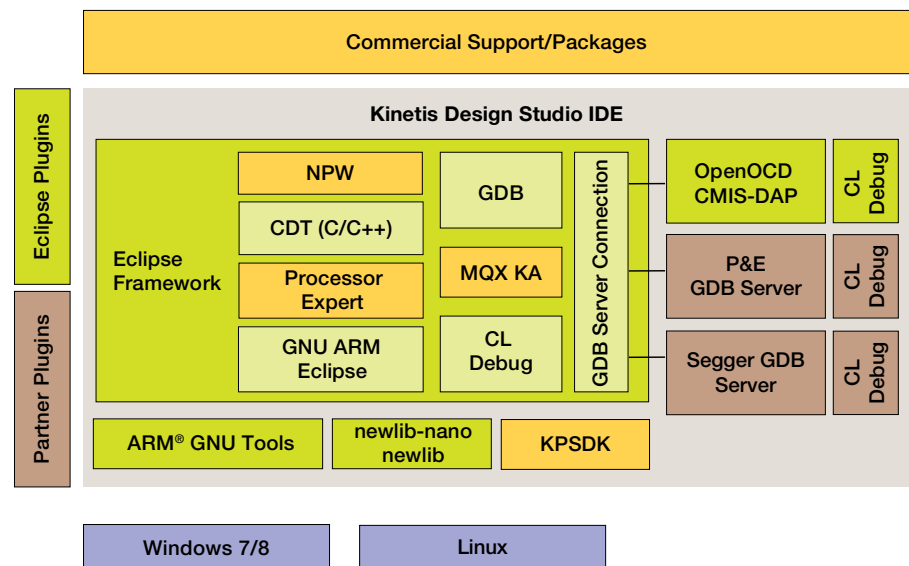 Commercial Support/Packages
Eclipse Plugins
Partner Plugins
Kinetis Design Studio IDE
Eclipse
Framework
NPW
CDT (C/C++)
Processor
Expert
GNU ARM
Eclipse
GDB
MQX KA
CL
Debug
GDB Server Connection
OpenOCD
CMIS-DAP
CL
Debug
P&E
GDB Server
CL
Debug
Segger GDB
Server
CL
Debug
ARM® GNU Tools
newlib-nano
newlib
KPSDK
Windows 7/8
Linux